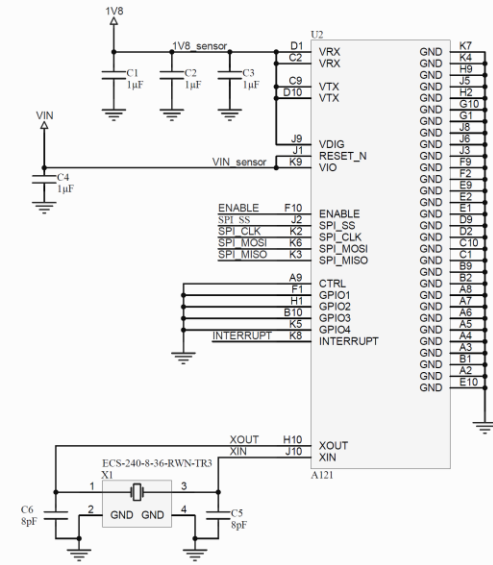 1V8
U2
1V8_sensor D1 VRX GND K7
C2 VRX GND K4
GND H9
C1 C2 C3 C9 VTX GND J5
1µF 1µF 1µF D10 VTX GND H2
GND G10
GND G1
VIN GND J8
J9 VDIG GND J6
J1 RESET_N GND J3
VIN_sensor K9 VIO GND F9
C4 GND F2
1µF GND E9
GND E2
ENABLE F10 ENABLE GND E1
SPI_SS J2 SPI_SS GND D9
SPI_CLK K2 SPI_CLK GND D2
SPI_MOSI K6 SPI_MOSI GND C10
SPI_MISO K3 SPI_MISO GND C1
GND B9
A9 CTRL GND B2
F1 GPIO1 GND A8
H1 GPIO2 GND A7
B10 GPIO3 GND A6
K5 GPIO4 GND A5
INTERRUPT K8 INTERRUPT GND A4
GND A3
GND B1
GND A2
GND E10
XOUT H10 XOUT
XIN J10 XIN
ECS-240-8-36-RWN-TR3
X1 A121
1 3
C6 2 GND GND 4 C5
8pF 8pF